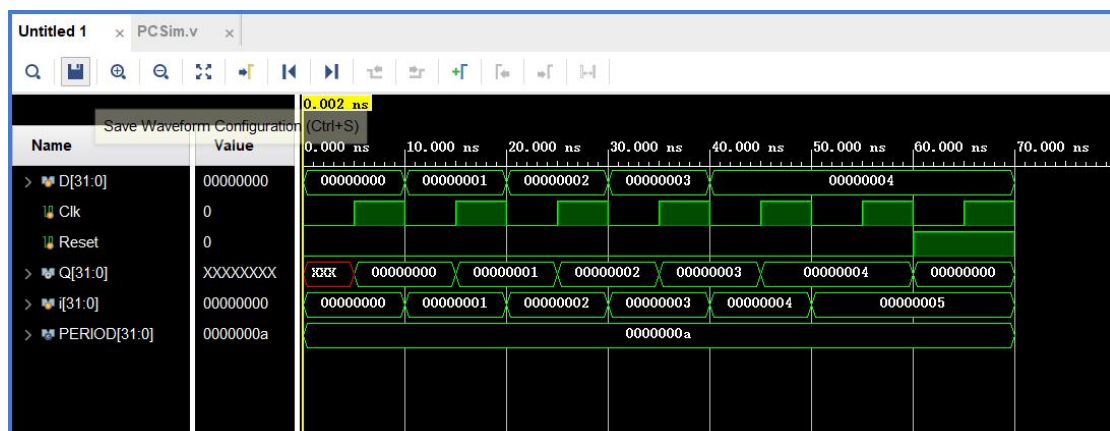 Untitled 1 × PCSim.v ×
0.002 ns
Save Waveform Configuration (Ctrl+S)
Name Value 0.000 ns 10.000 ns 20.000 ns 30.000 ns 40.000 ns 50.000 ns 60.000 ns 70.000 ns
> D[31:0] 00000000 00000000 00000001 00000002 00000003 00000004
Clk 0
Reset 0
> Q[31:0] XXXXXXXX XXX 00000000 00000001 00000002 00000003 00000004 00000000
> i[31:0] 00000000 00000000 00000001 00000002 00000003 00000004 00000005
> PERIOD[31:0] 0000000a 0000000a